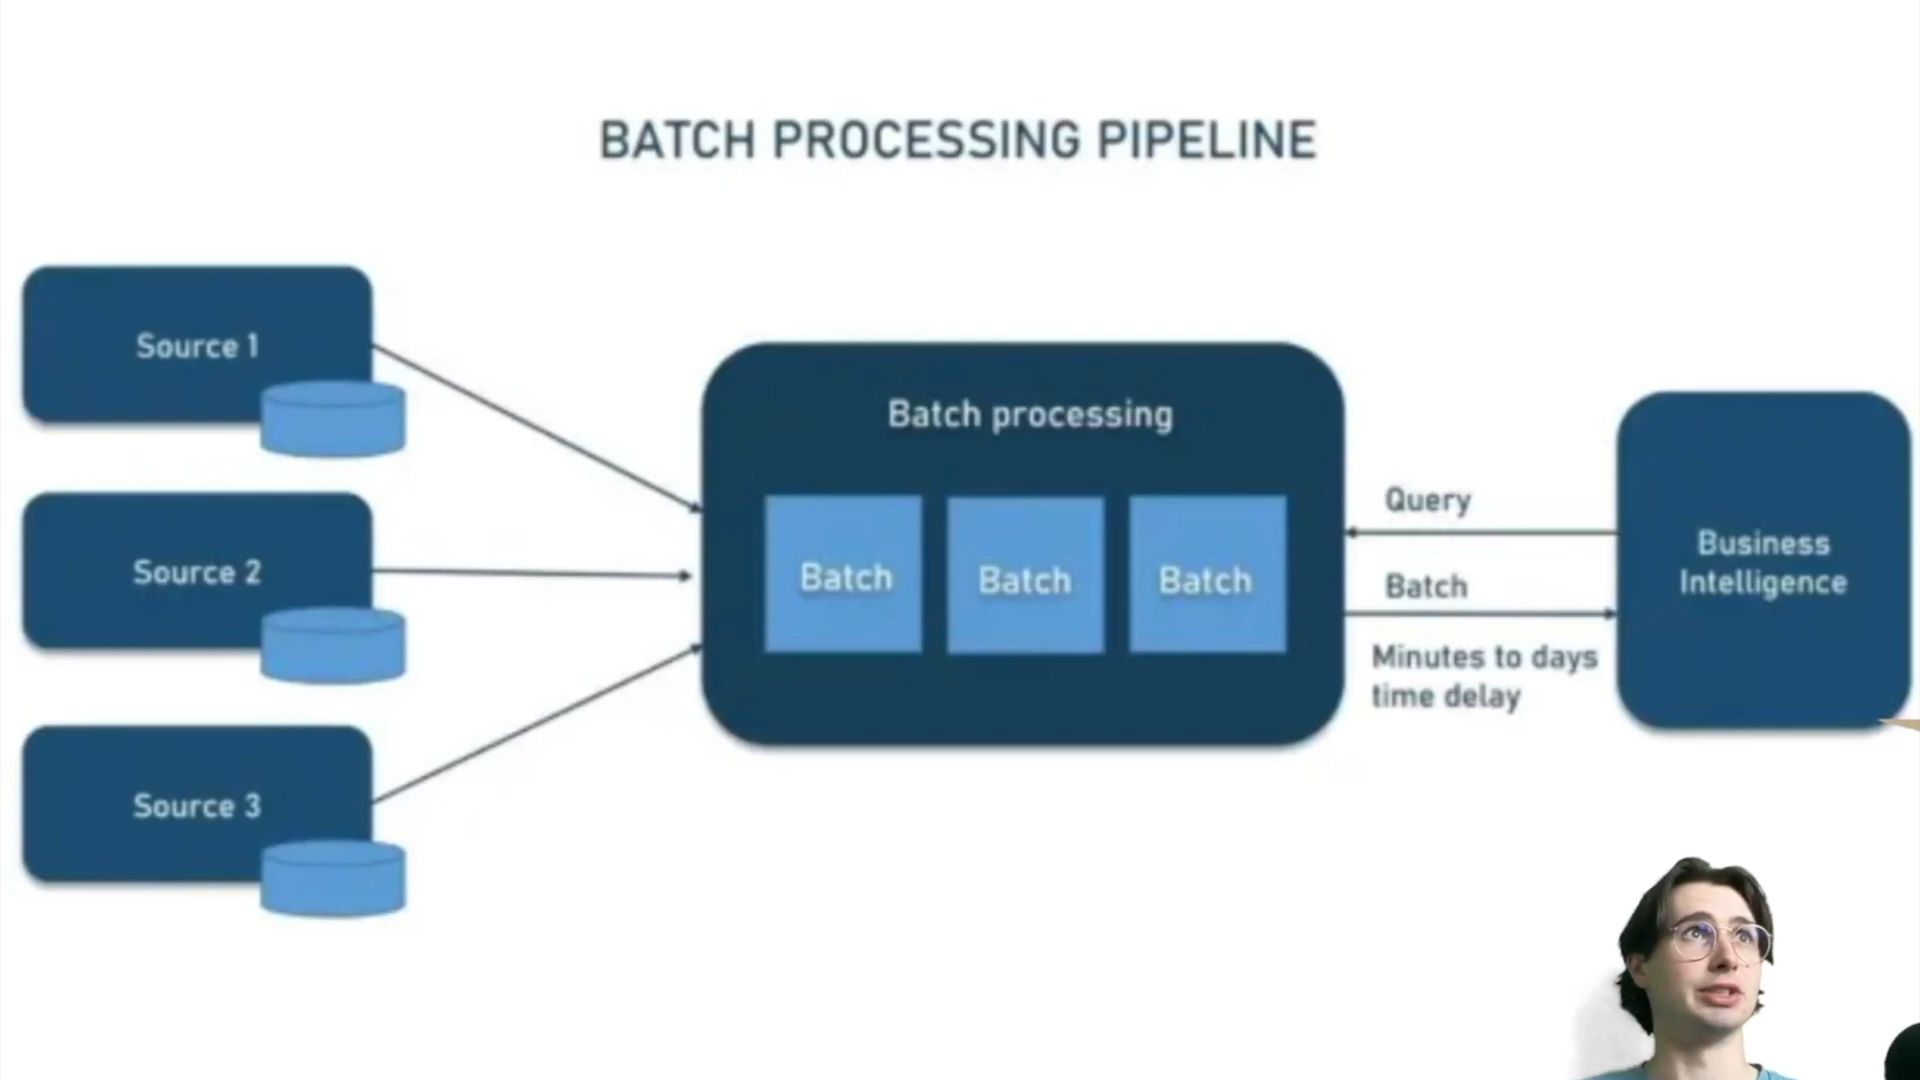 BATCH PROCESSING PIPELINE
Source 1
Source 2
Source 3
Batch processing
Batch
Batch
Batch
Query
Batch
Minutes to days
time delay
Business
Intelligence